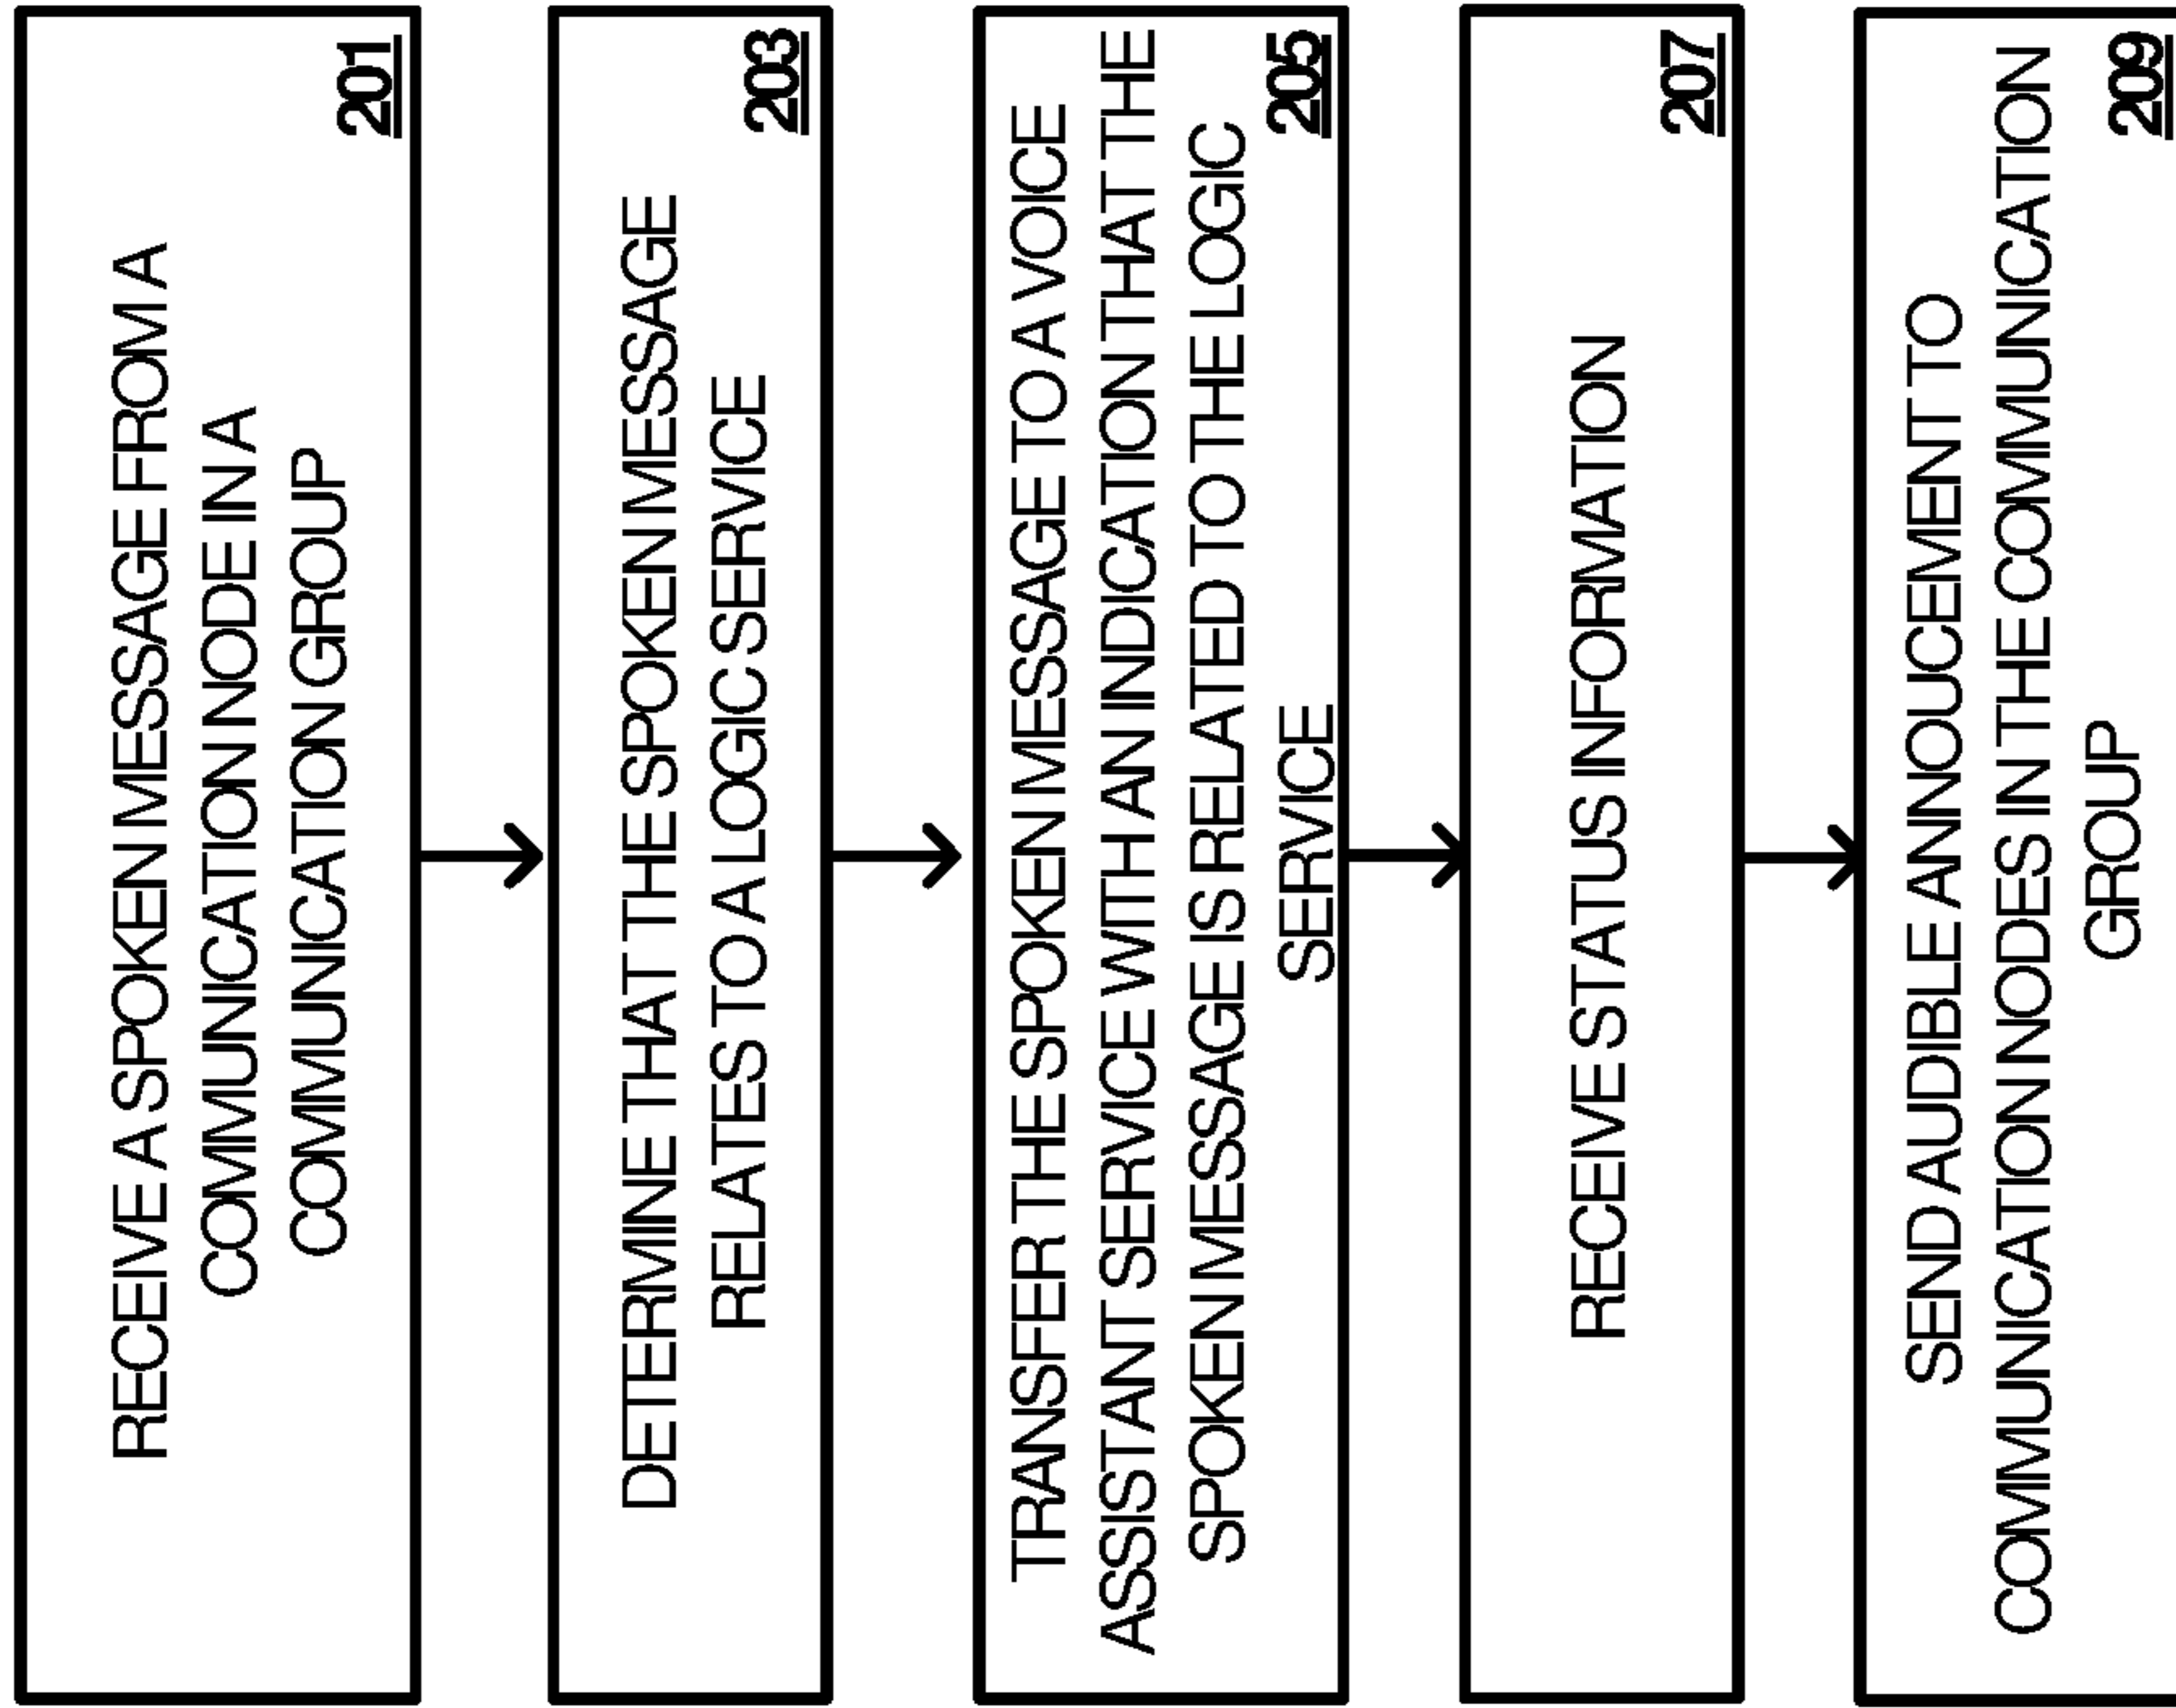 RECEIVE A SPOKEN MESSAGE FROM A
COMMUNICATION NODE IN A
COMMUNICATION GROUP
201
DETERMINE THAT THE SPOKEN MESSAGE
RELATES TO A LOGIC SERVICE
203
TRANSFER THE SPOKEN MESSAGE TO A VOICE
ASSISTANT SERVICE WITH AN INDICATION THAT THE
SPOKEN MESSAGE IS RELATED TO THE LOGIC
SERVICE
205
RECEIVE STATUS INFORMATION
207
SEND AUDIBLE ANNOUCEMENT TO
COMMUNICATION NODES IN THE COMMUNICATION
GROUP
209